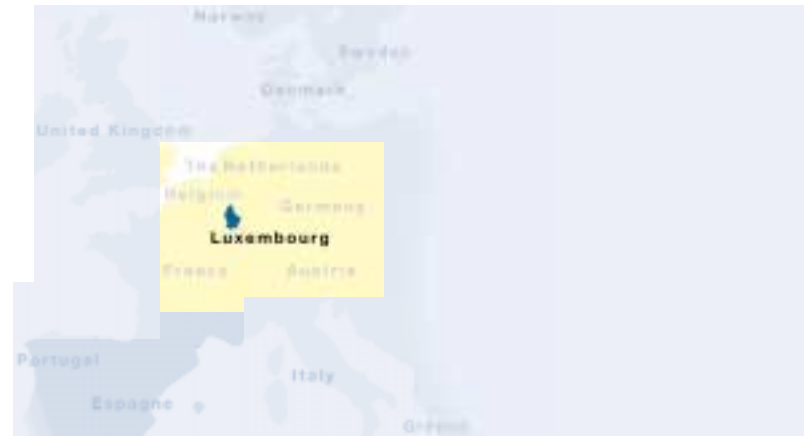 Norway
Sweden
Denmark
United Kingdom
The Netherlands
Belgium
Germany
Luxembourg
France
Austria
Portugal
Italy
Espagne
Greece